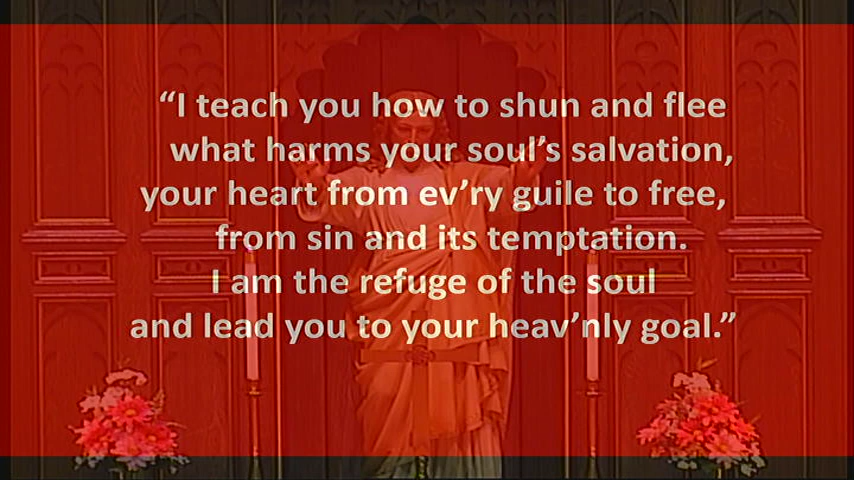 “I teach you how to shun and flee
what harms your soul’s salvation,
your heart from ev’ry guile to free,
from sin and its temptation.
I am the refuge of the soul
and lead you to your heav’nly goal.”